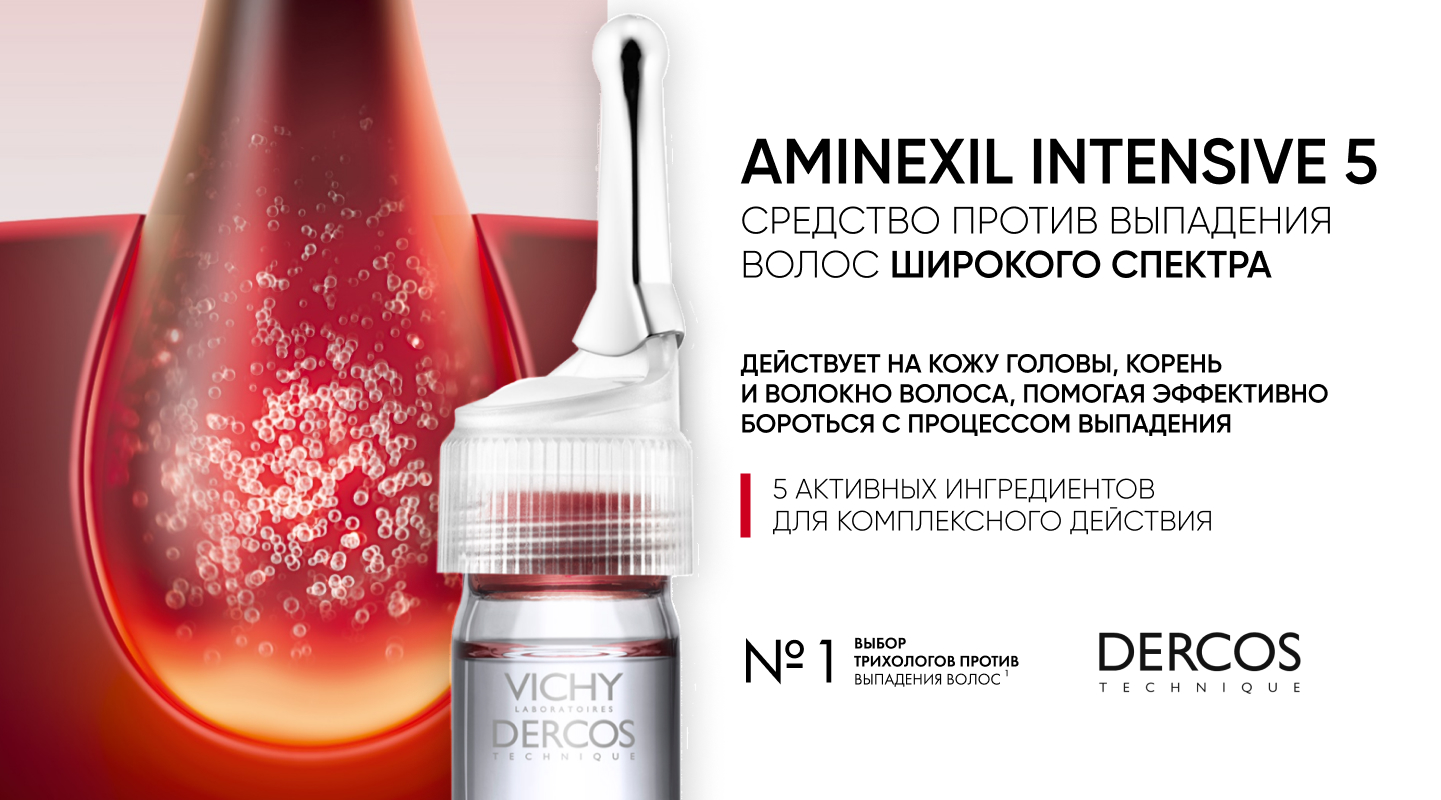 AMINEXIL INTENSIVE 5
СРЕДСТВО ПРОТИВ ВЫПАДЕНИЯ
ВОЛОС ШИРОКОГО СПЕКТРА
ДЕЙСТВУЕТ НА КОЖУ ГОЛОВЫ, КОРЕНЬ
И ВОЛОКНО ВОЛОСА, ПОМОГАЯ ЭФФЕКТИВНО
БОРОТЬСЯ С ПРОЦЕССОМ ВЫПАДЕНИЯ
5 АКТИВНЫХ ИНГРЕДИЕНТОВ
ДЛЯ КОМПЛЕКСНОГО ДЕЙСТВИЯ
№ 1
ВЫБОР
ТРИХОЛОГОВ ПРОТИВ
ВЫПАДЕНИЯ ВОЛОС ¹
DERCOS
TECHNIQUE
VICHY
LABORATOIRES
DERCOS
TECHNIQUE